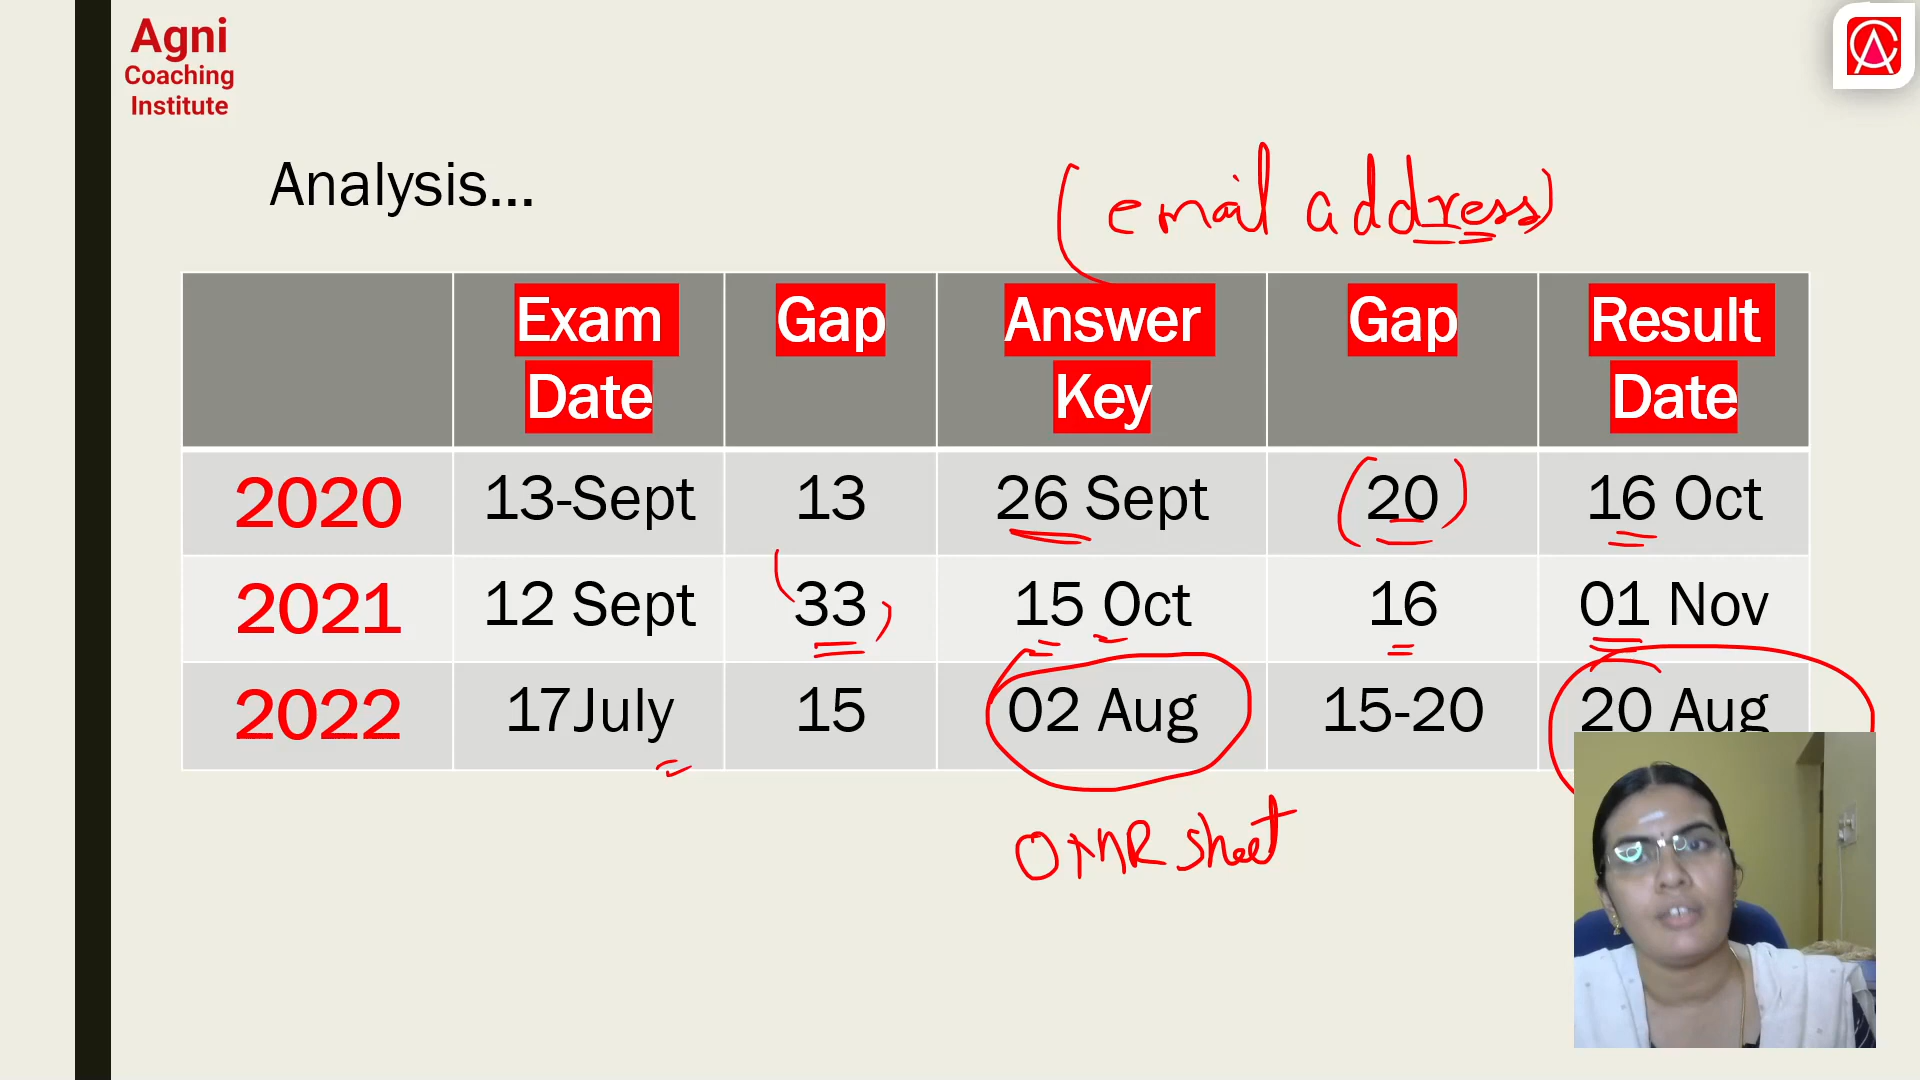 Agni
Coaching
Institute
Analysis...
(email address)
Exam Date Gap Answer Key Gap Result Date
2020 13-Sept 13 26 Sept (20) 16 Oct
2021 12 Sept (33) 15 Oct 16 01 Nov
2022 17July 15 02 Aug 15-20 20 Aug
OMR sheet